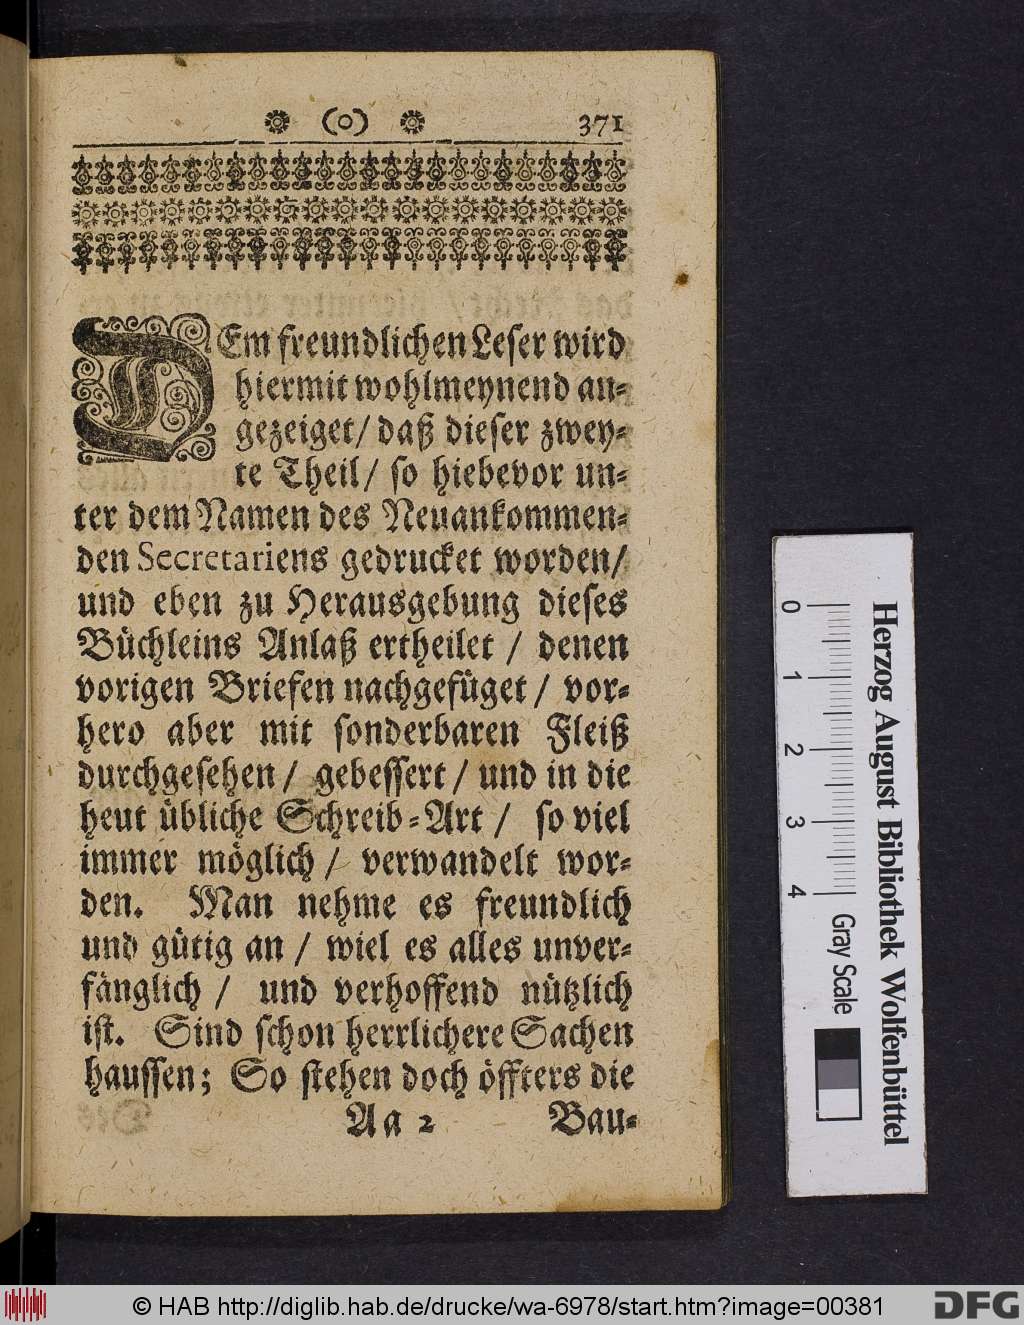 (o) 371
DEm freundlichen Leser wird
hiermit wohlmeynend an-
gezeiget/ daß dieser zwey-
te Theil/ so hiebevor un-
ter dem Namen des Neuankommen-
den Secretariens gedrucket worden/
und eben zu Herausgebung dieses
Büchleins Anlaß ertheilet / denen
vorigen Briefen nachgefüget / vor-
hero aber mit sonderbaren Fleiß
durchgesehen / gebessert / und in die
heut übliche Schreib-Art / so viel
immer möglich / verwandelt wor-
den. Man nehme es freundlich
und gütig an / wiel es alles unver-
fänglich / und verhoffend nützlich
ist. Sind schon herrlichere Sachen
haussen; So stehen doch öffters die
Aa 2 Bau-
0 1 2 3 4 Gray Scale
Herzog August Bibliothek Wolfenbüttel
© HAB http://diglib.hab.de/drucke/wa-6978/start.htm?image=00381 DFG